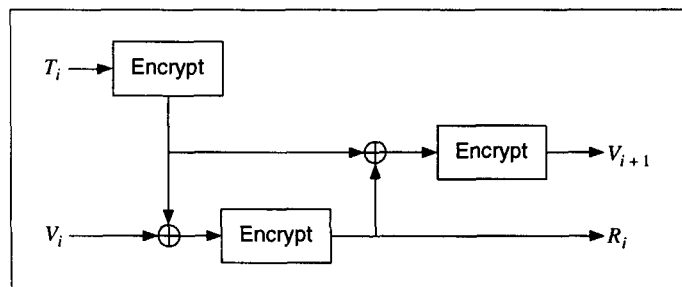 T_i
Encrypt
Encrypt
V_{i+1}
V_i
Encrypt
R_i